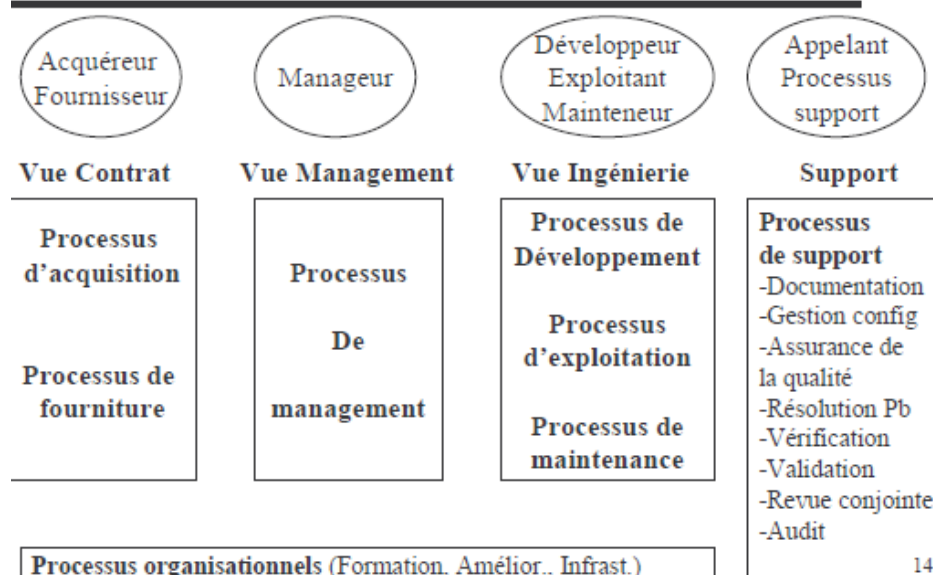 Acquéreur
Fournisseur
Manageur
Développeur
Exploitant
Mainteneur
Appelant
Processus
support
Vue Contrat
Vue Management
Vue Ingénierie
Support
Processus
d'acquisition
Processus de
fourniture
Processus
De
management
Processus de
Développement
Processus
d'exploitation
Processus de
maintenance
Processus
de support
-Documentation
-Gestion config
-Assurance de
la qualité
-Résolution Pb
-Vérification
-Validation
-Revue conjointe
-Audit
Processus organisationnels (Formation, Amélior., Infrast.)
14